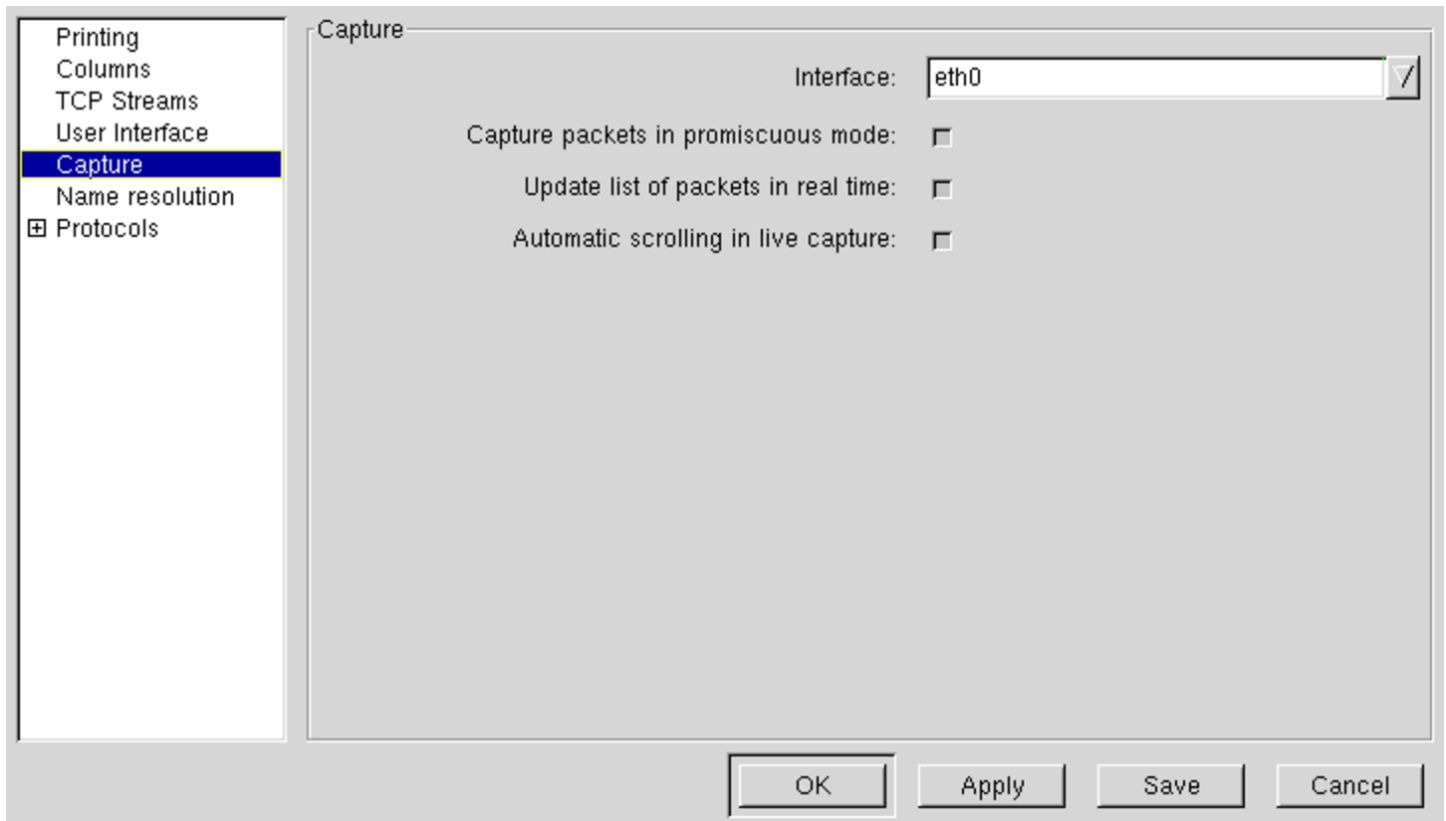 Printing
Columns
TCP Streams
User Interface
Capture
Name resolution
Protocols
Capture
Interface: eth0
Capture packets in promiscuous mode:
Update list of packets in real time:
Automatic scrolling in live capture:
OK Apply Save Cancel